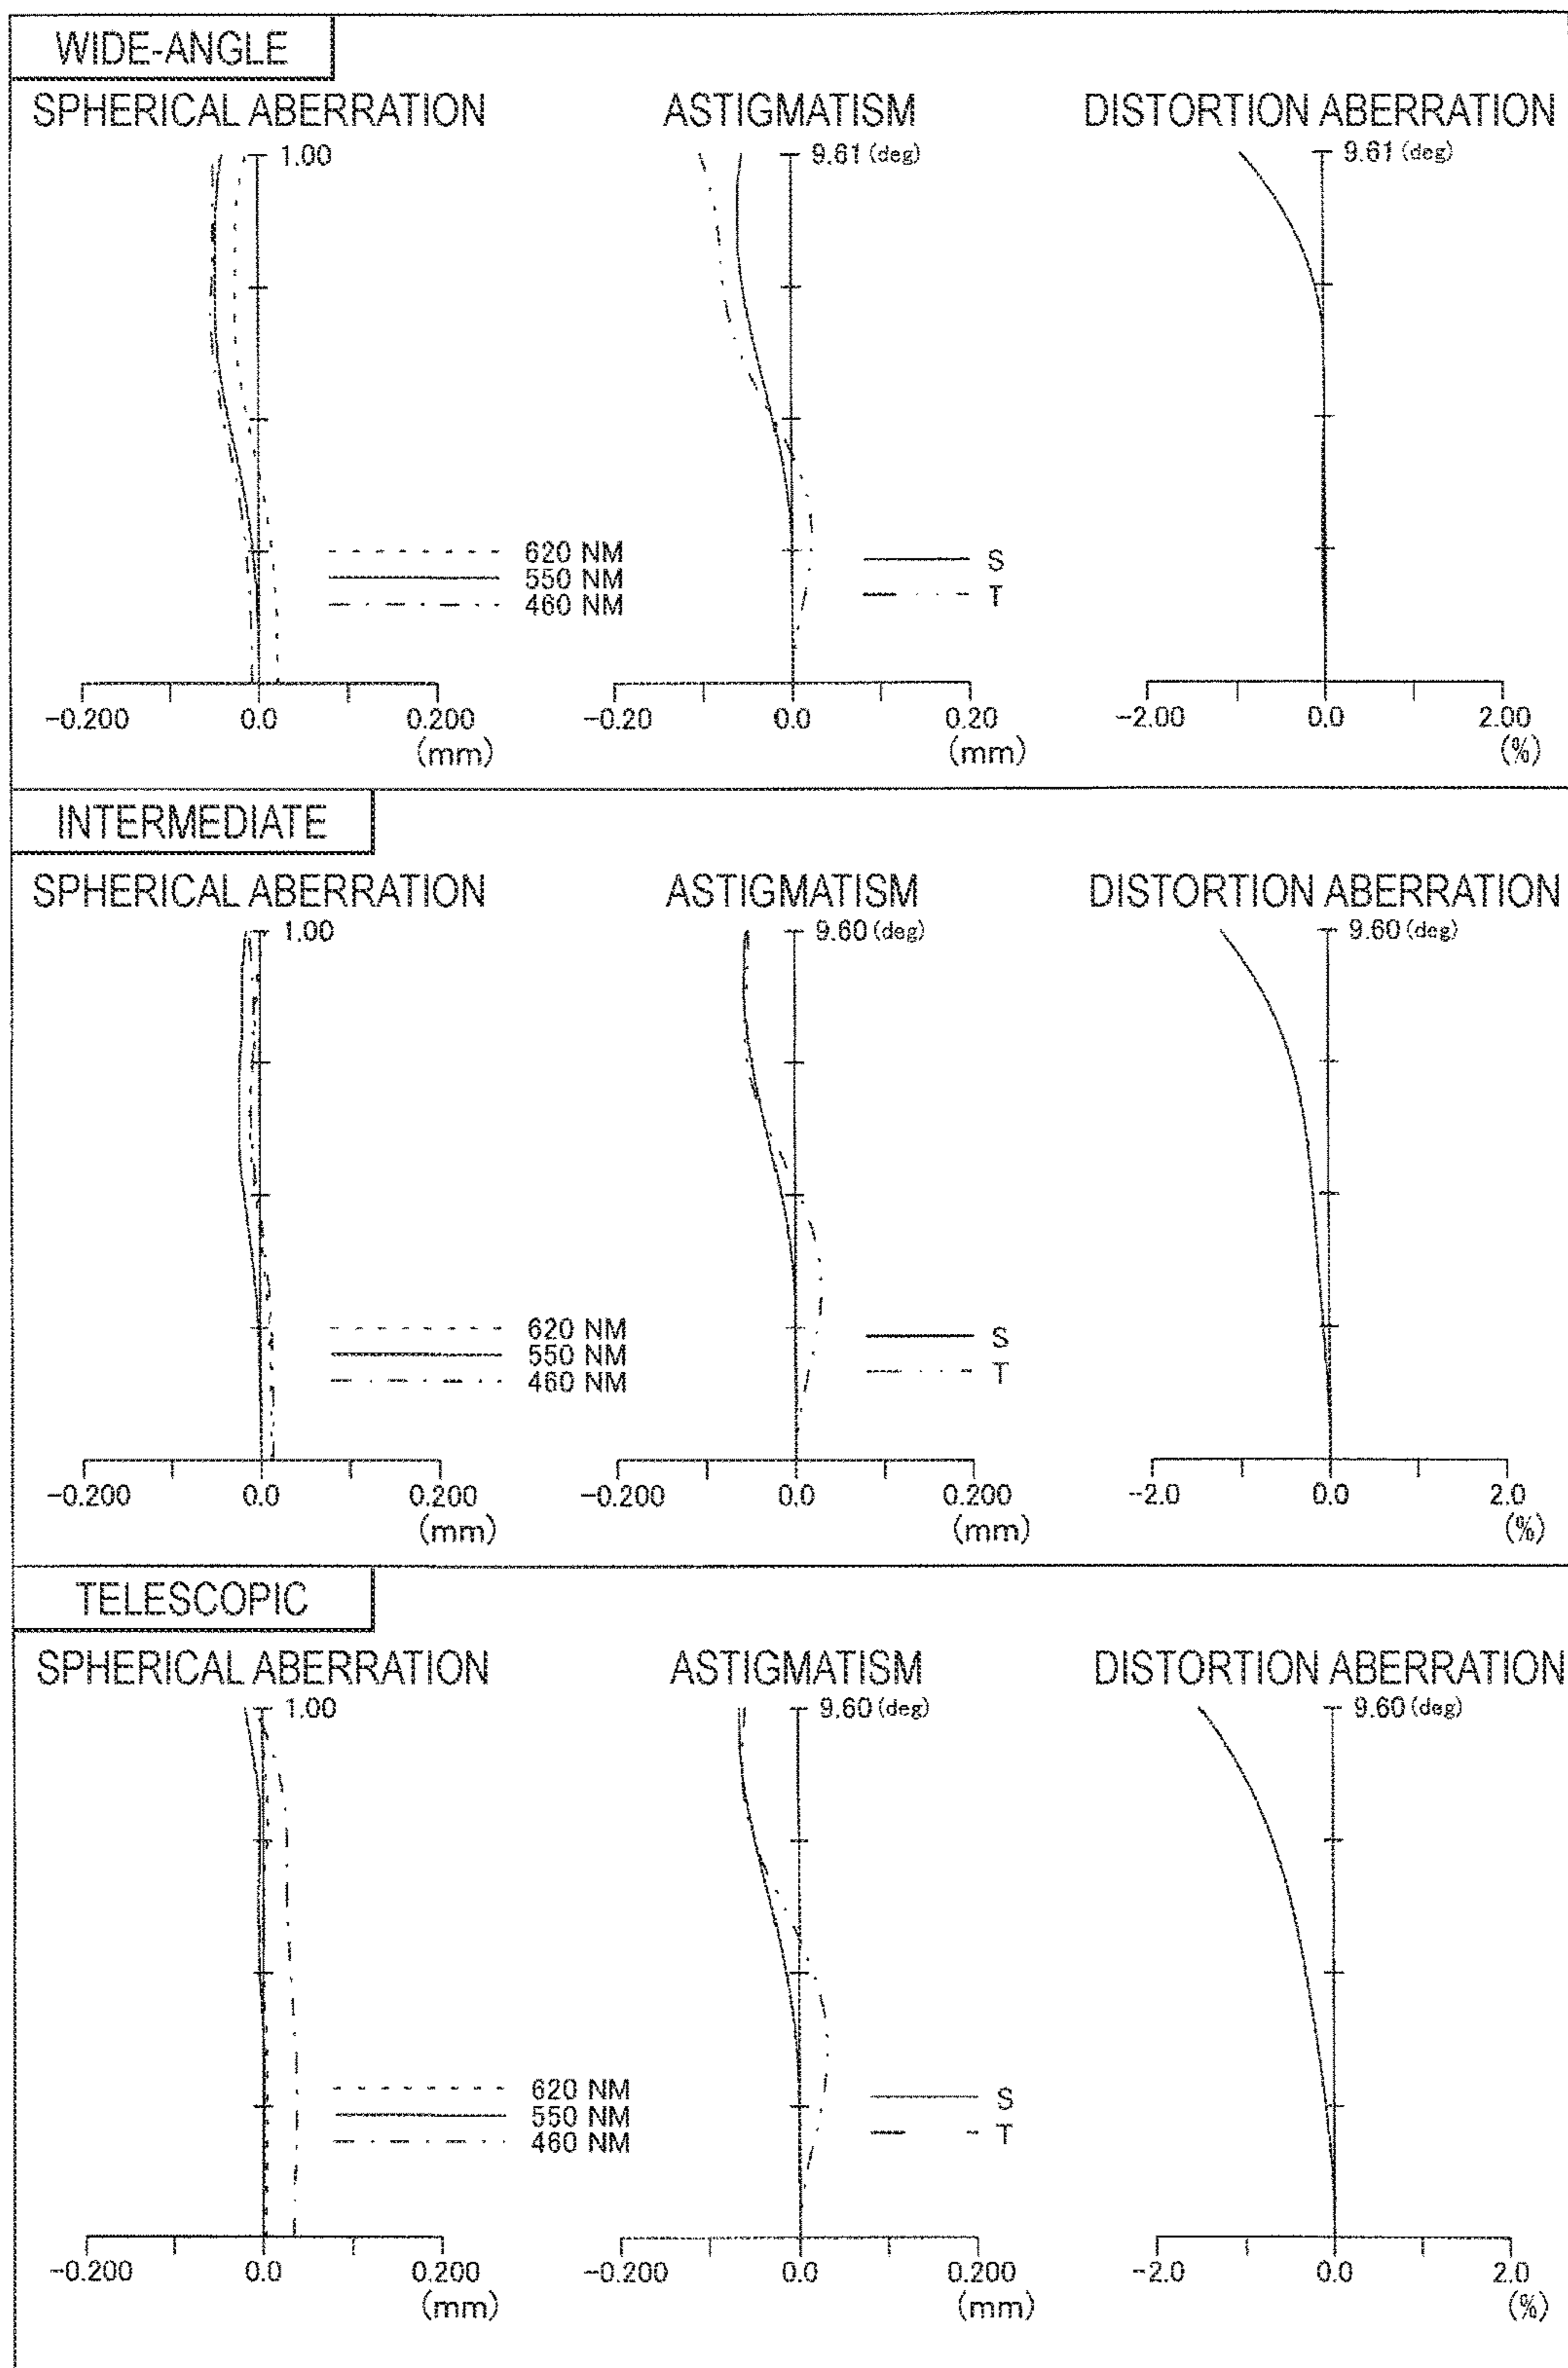 WIDE-ANGLE
SPHERICAL ABERRATION
ASTIGMATISM
DISTORTION ABERRATION
1.00
9.61 (deg)
9.61 (deg)
620 NM
550 NM
460 NM
S
T
-0.200
0.0
0.200
(mm)
-0.20
0.0
0.20
(mm)
-2.00
0.0
2.00
(%)
INTERMEDIATE
SPHERICAL ABERRATION
ASTIGMATISM
DISTORTION ABERRATION
1.00
9.60 (deg)
9.60 (deg)
620 NM
550 NM
460 NM
S
T
-0.200
0.0
0.200
(mm)
-0.200
0.0
0.200
(mm)
-2.0
0.0
2.0
(%)
TELESCOPIC
SPHERICAL ABERRATION
ASTIGMATISM
DISTORTION ABERRATION
1.00
9.60 (deg)
9.60 (deg)
620 NM
550 NM
460 NM
S
T
-0.200
0.0
0.200
(mm)
-0.200
0.0
0.200
(mm)
-2.0
0.0
2.0
(%)